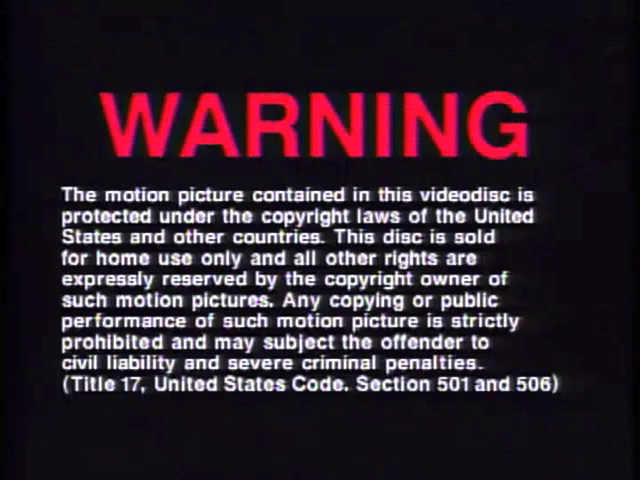 WARNING
The motion picture contained in this videodisc is
protected under the copyright laws of the United
States and other countries. This disc is sold
for home use only and all other rights are
expressly reserved by the copyright owner of
such motion pictures. Any copying or public
performance of such motion picture is strictly
prohibited and may subject the offender to
civil liability and severe criminal penalties.
(Title 17, United States Code. Section 501 and 506)